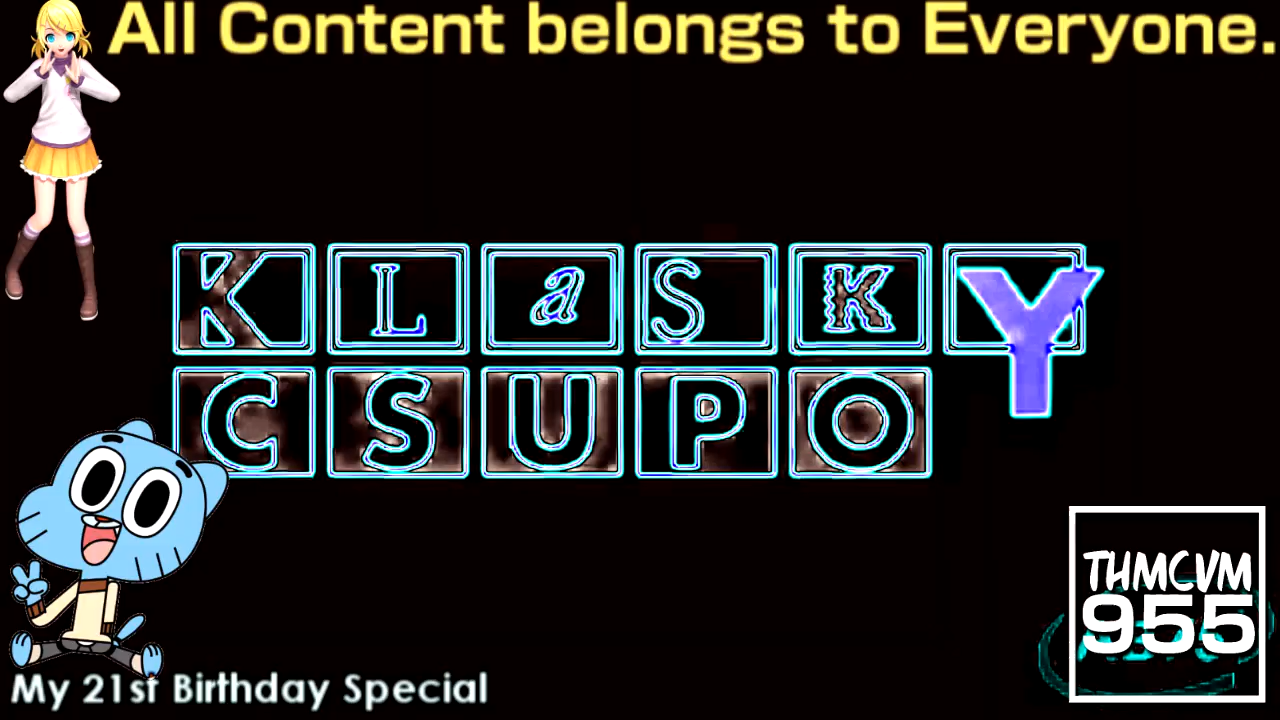 All Content belongs to Everyone.
KLaSKY
CSUPO
THMCVM
955
My 21st Birthday Special